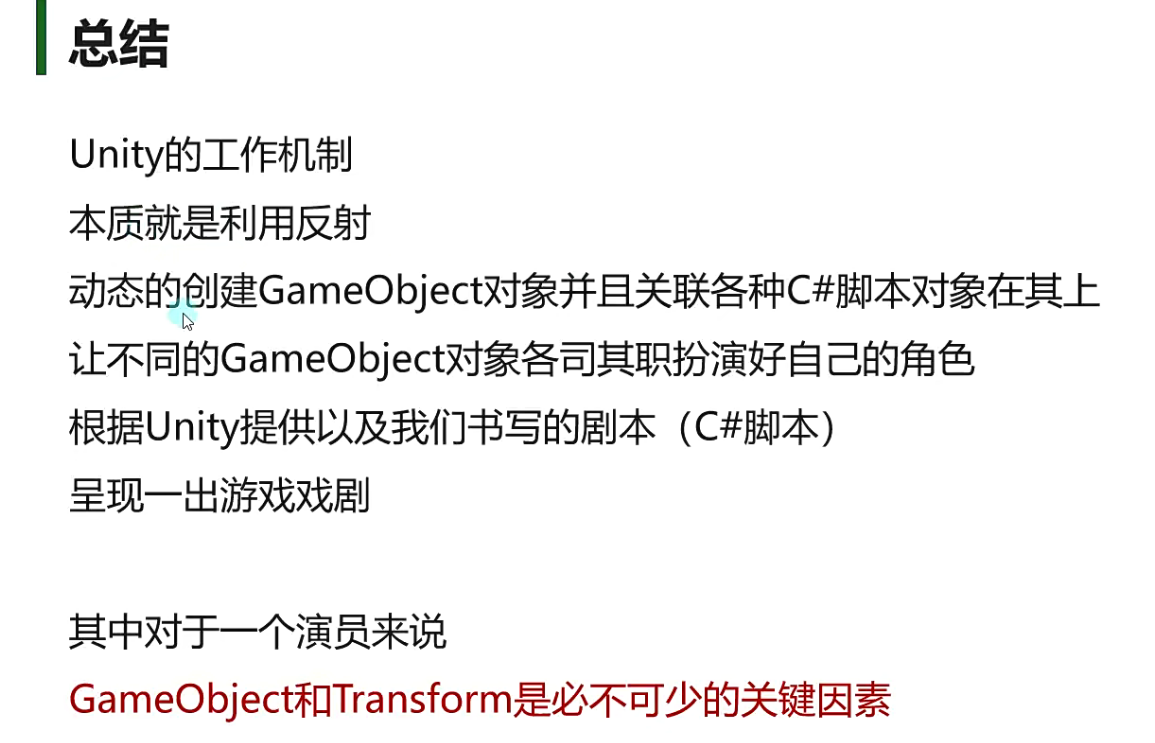 总结
Unity的工作机制
本质就是利用反射
动态的创建GameObject对象并且关联各种C#脚本对象在其上
让不同的GameObject对象各司其职扮演好自己的角色
根据Unity提供以及我们书写的剧本（C#脚本）
呈现一出游戏戏剧
其中对于一个演员来说
GameObject和Transform是必不可少的关键因素